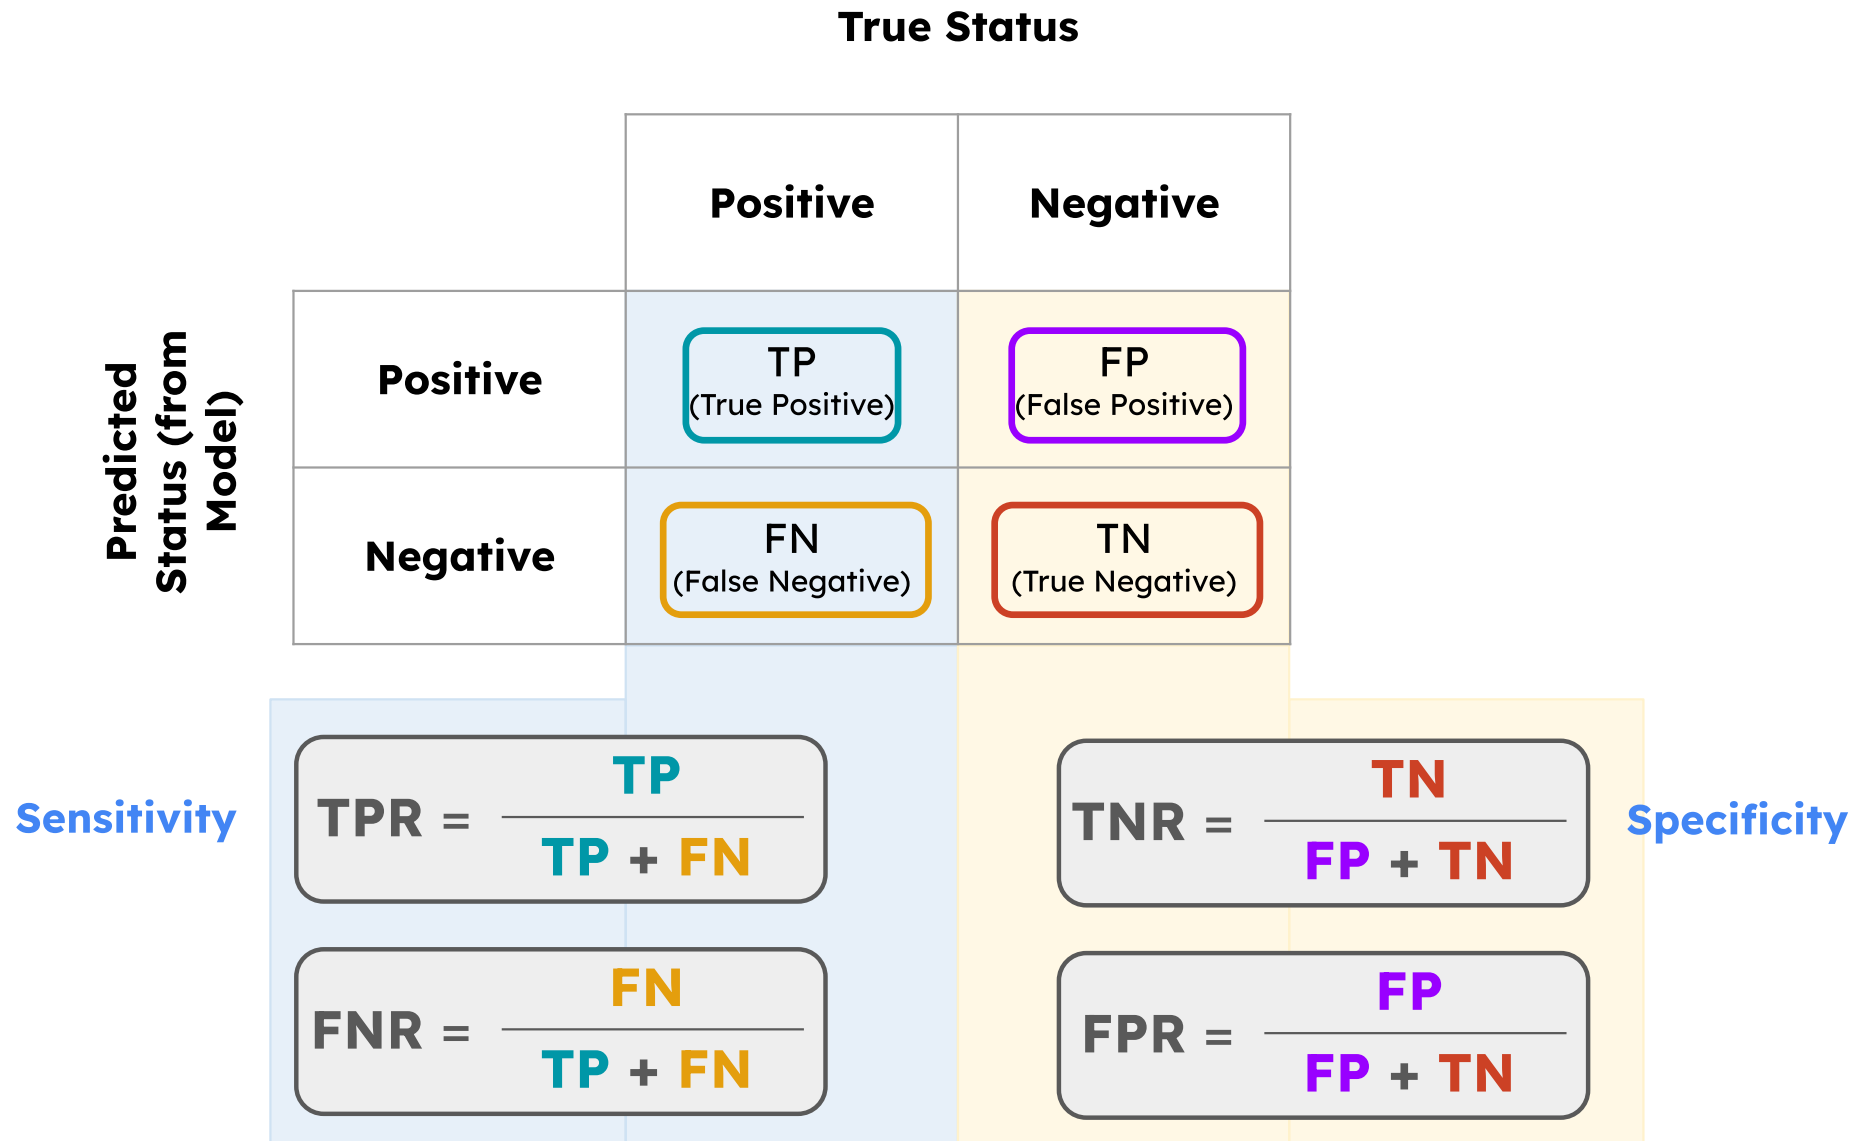 True Status
Positive
Negative
Predicted
Status (from
Model)
Positive
TP
(True Positive)
FP
(False Positive)
Negative
FN
(False Negative)
TN
(True Negative)
Sensitivity
TPR =
TP
TP + FN
TNR =
TN
FP + TN
Specificity
FNR =
FN
TP + FN
FPR =
FP
FP + TN